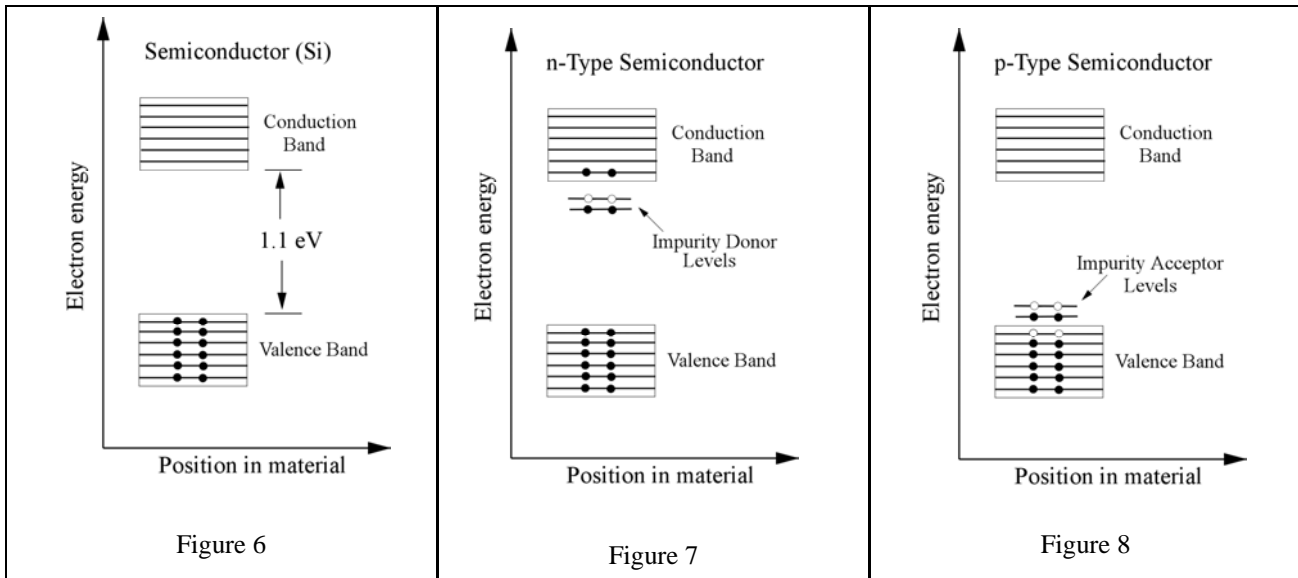 Semiconductor (Si)
Conduction
Band
1.1 eV
Valence Band
Electron energy
Position in material
Figure 6
n-Type Semiconductor
Conduction
Band
Impurity Donor
Levels
Valence Band
Electron energy
Position in material
Figure 7
p-Type Semiconductor
Conduction
Band
Impurity Acceptor
Levels
Valence Band
Electron energy
Position in material
Figure 8